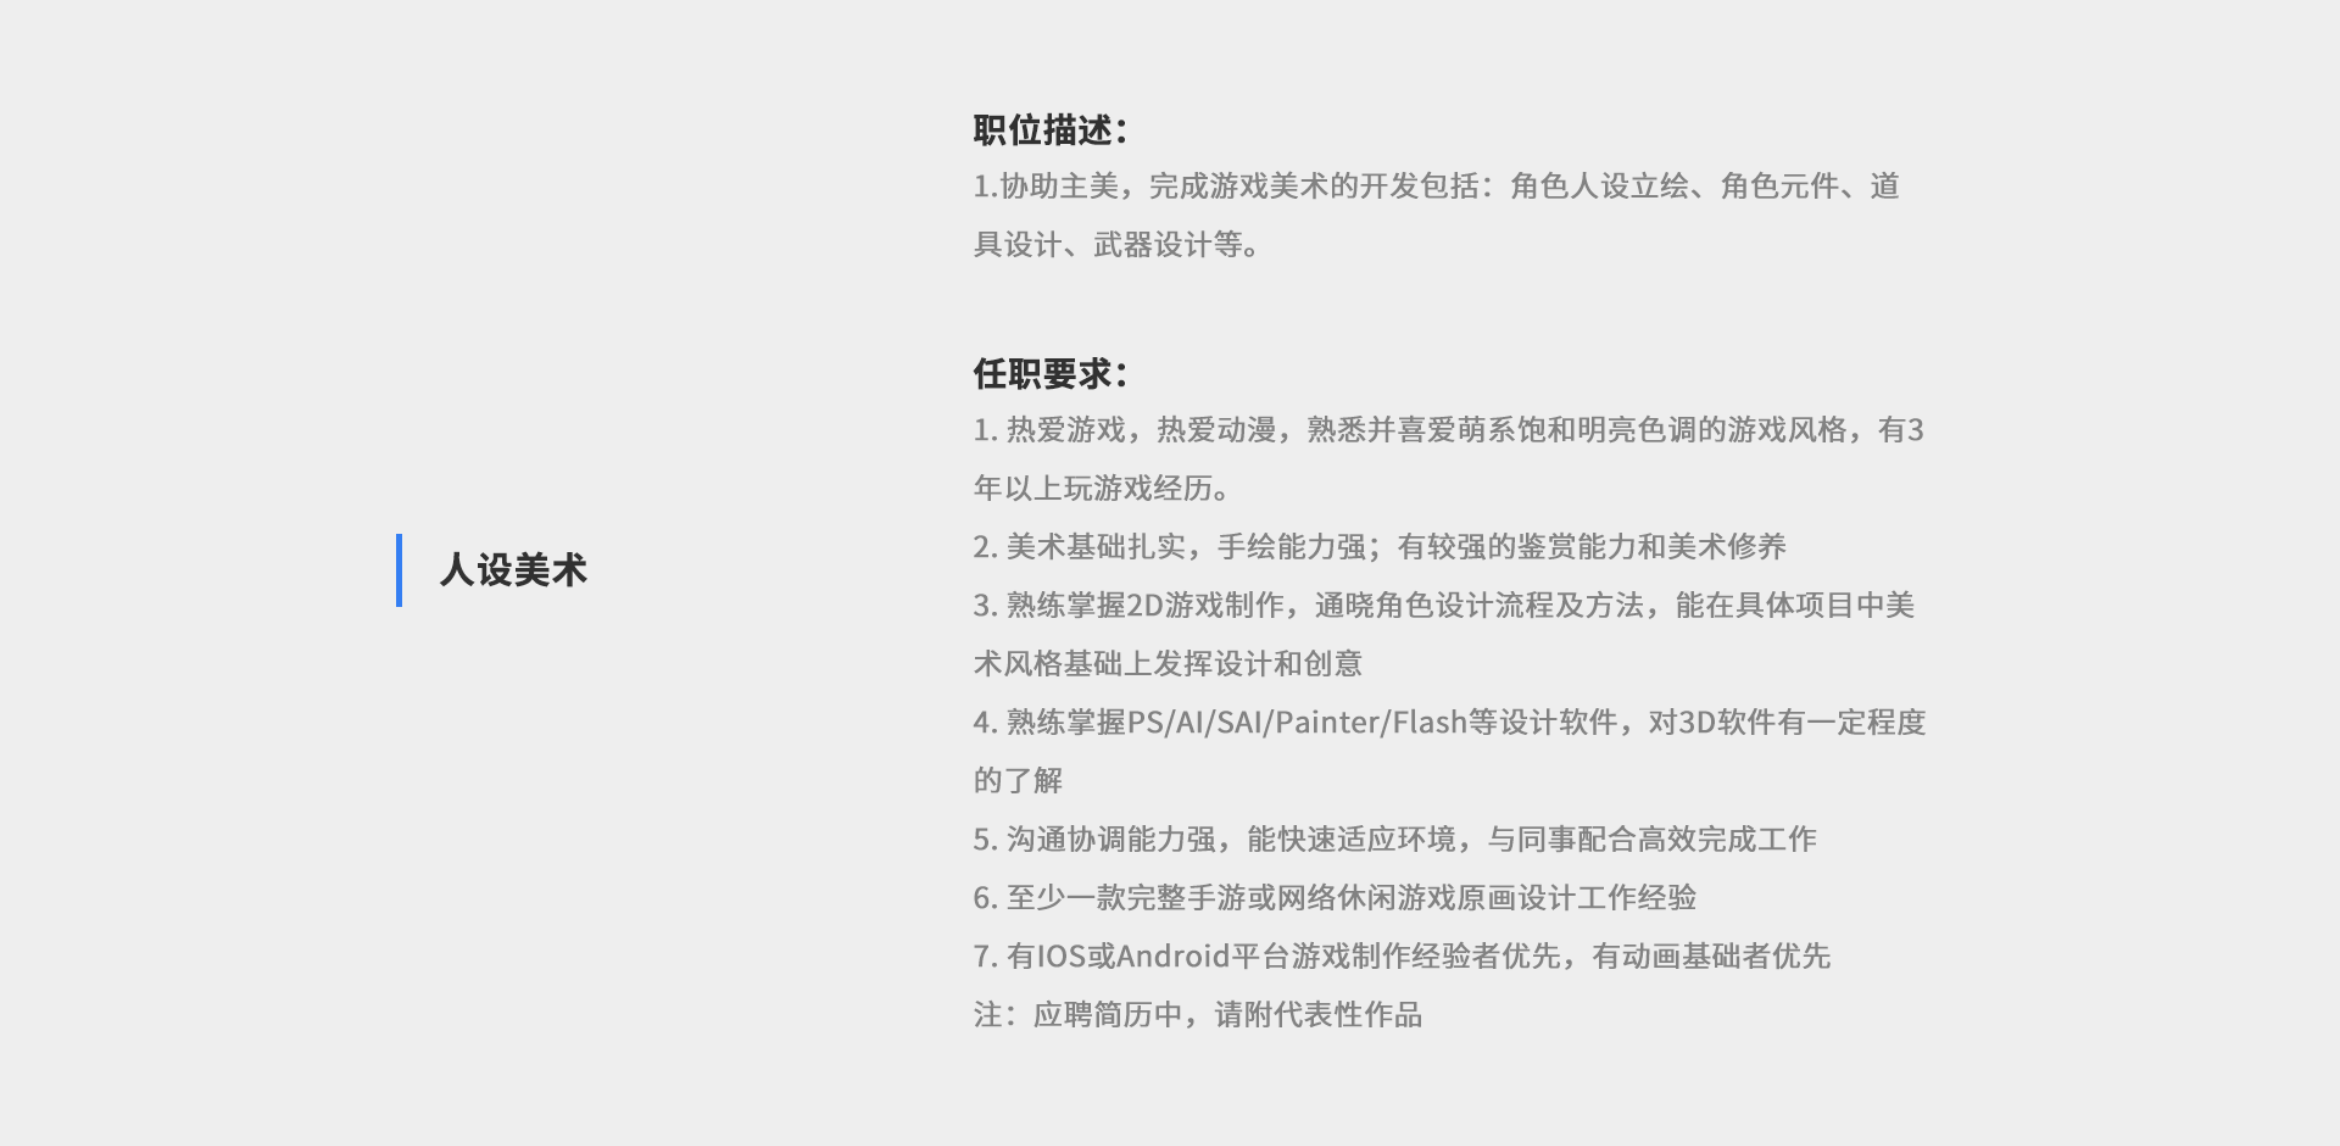 人设美术
职位描述：
1.协助主美，完成游戏美术的开发包括：角色人设立绘、角色元件、道
具设计、武器设计等。
任职要求：
1. 热爱游戏，热爱动漫，熟悉并喜爱萌系饱和明亮色调的游戏风格，有3
年以上玩游戏经历。
2. 美术基础扎实，手绘能力强；有较强的鉴赏能力和美术修养
3. 熟练掌握2D游戏制作，通晓角色设计流程及方法，能在具体项目中美
术风格基础上发挥设计和创意
4. 熟练掌握PS/AI/SAI/Painter/Flash等设计软件，对3D软件有一定程度
的了解
5. 沟通协调能力强，能快速适应环境，与同事配合高效完成工作
6. 至少一款完整手游或网络休闲游戏原画设计工作经验
7. 有IOS或Android平台游戏制作经验者优先，有动画基础者优先
注：应聘简历中，请附代表性作品